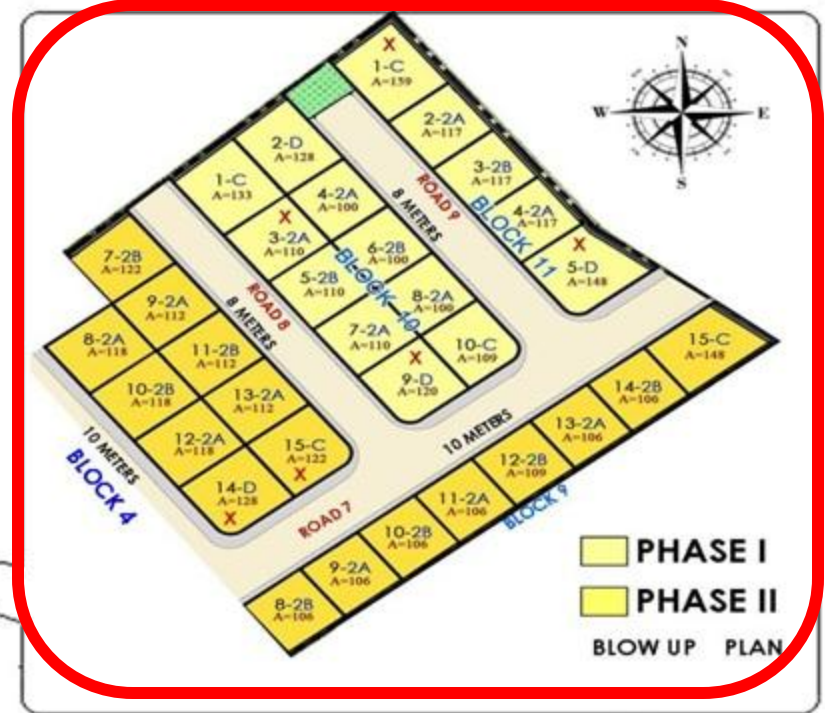 X
1-C
A=159
2-2A
A=117
3-2B
A=117
4-2A
A=117
X
5-D
A=148
BLOCK 11
ROAD 9
8 METERS
2-D
A=128
1-C
A=133
4-2A
A=100
X
3-2A
A=110
6-2B
A=100
5-2B
A=110
8-2A
A=100
7-2A
A=110
10-C
A=109
X
9-D
A=120
BLOCK 10
ROAD 8
8 METERS
7-2B
A=122
9-2A
A=112
8-2A
A=118
11-2B
A=112
10-2B
A=118
13-2A
A=112
12-2A
A=118
15-C
A=122
X
14-D
A=128
X
10 METERS
BLOCK 4
ROAD 7
10 METERS
15-C
A=148
14-2B
A=106
13-2A
A=106
12-2B
A=109
11-2A
A=106
10-2B
A=106
9-2A
A=106
8-2B
A=106
BLOCK 9
N
W
E
S
PHASE I
PHASE II
BLOW UP PLAN